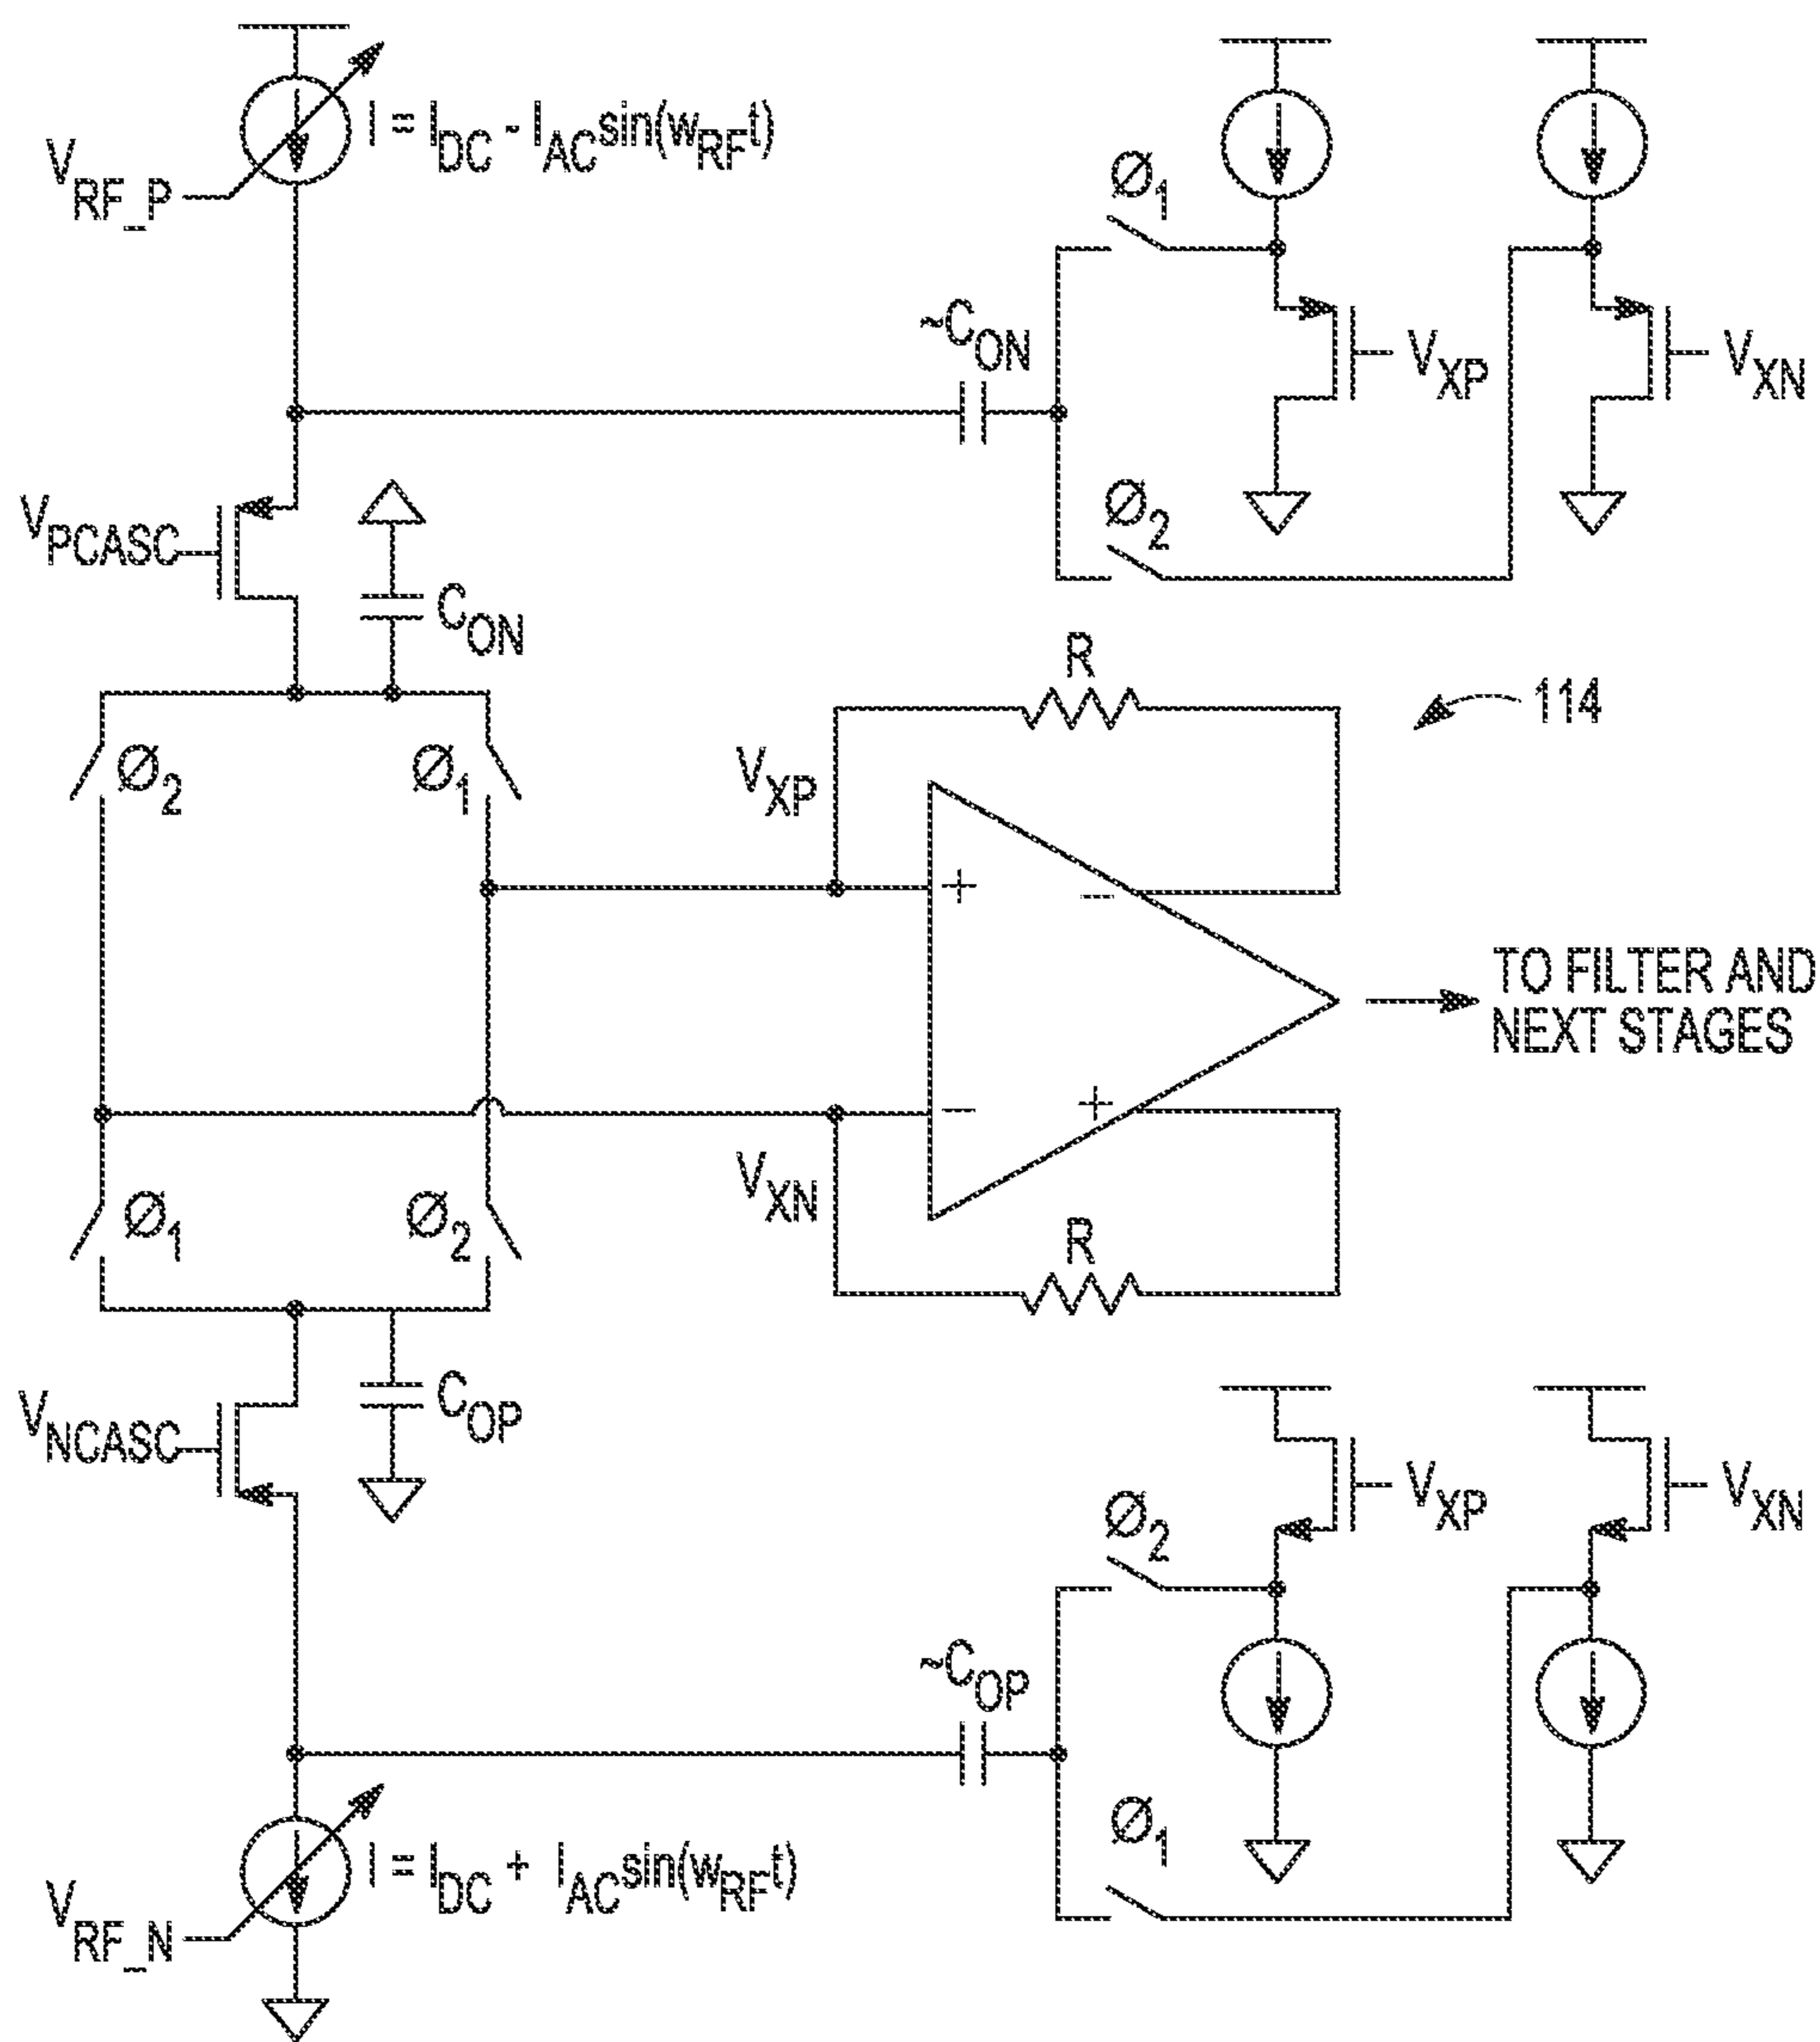 I = I_DC - I_AC sin(w_RF t)
V_RF_P
Ø1
~C_ON
V_XP
V_XN
V_PCASC
Ø2
C_ON
R
114
Ø2
Ø1
V_XP
+
-
TO FILTER AND
NEXT STAGES
-
+
V_XN
Ø1
Ø2
R
V_NCASC
C_OP
V_XP
V_XN
Ø2
~C_OP
Ø1
I = I_DC + I_AC sin(w_RF t)
V_RF_N